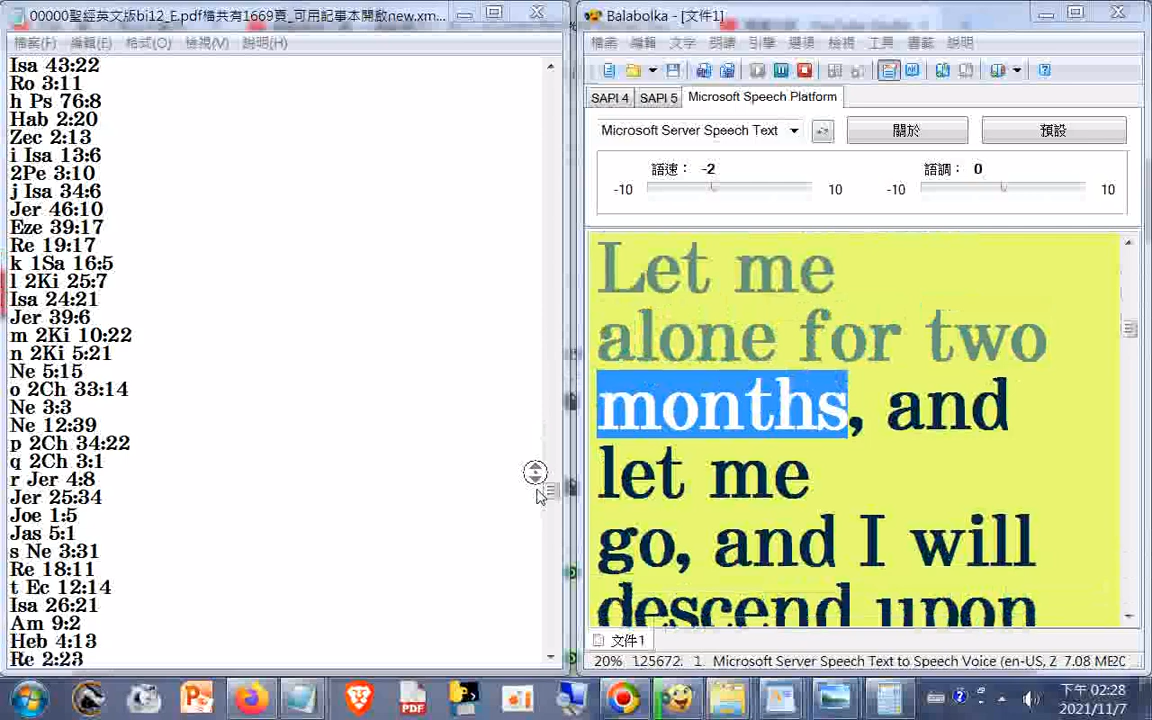 00000聖經英文版bi12_E.pdf檔共有1669頁_可用記事本開啟new.xm...
檔案(F) 編輯(E) 格式(O) 檢視(V) 說明(H)
Isa 43:22
Ro 3:11
h Ps 76:8
Hab 2:20
Zec 2:13
i Isa 13:6
2Pe 3:10
j Isa 34:6
Jer 46:10
Eze 39:17
Re 19:17
k 1Sa 16:5
l 2Ki 25:7
Isa 24:21
Jer 39:6
m 2Ki 10:22
n 2Ki 5:21
Ne 5:15
o 2Ch 33:14
Ne 3:3
Ne 12:39
p 2Ch 34:22
q 2Ch 3:1
r Jer 4:8
Jer 25:34
Joe 1:5
Jas 5:1
s Ne 3:31
Re 18:11
t Ec 12:14
Isa 26:21
Am 9:2
Heb 4:13
Re 2:23
Balabolka - [文件1]
檔案 編輯 文字 朗讀 引擎 選項 檢視 工具 書籤 說明
SAPI 4 SAPI 5 Microsoft Speech Platform
Microsoft Server Speech Text 關於 預設
語速： -2 語調： 0
-10 10 -10 10
Let me
alone for two
months, and
let me
go, and I will
descend upon
文件1
20% 125672. 1. Microsoft Server Speech Text to Speech Voice (en-US, Z 7.08 ME
PDF
下午 02:28
2021/11/7